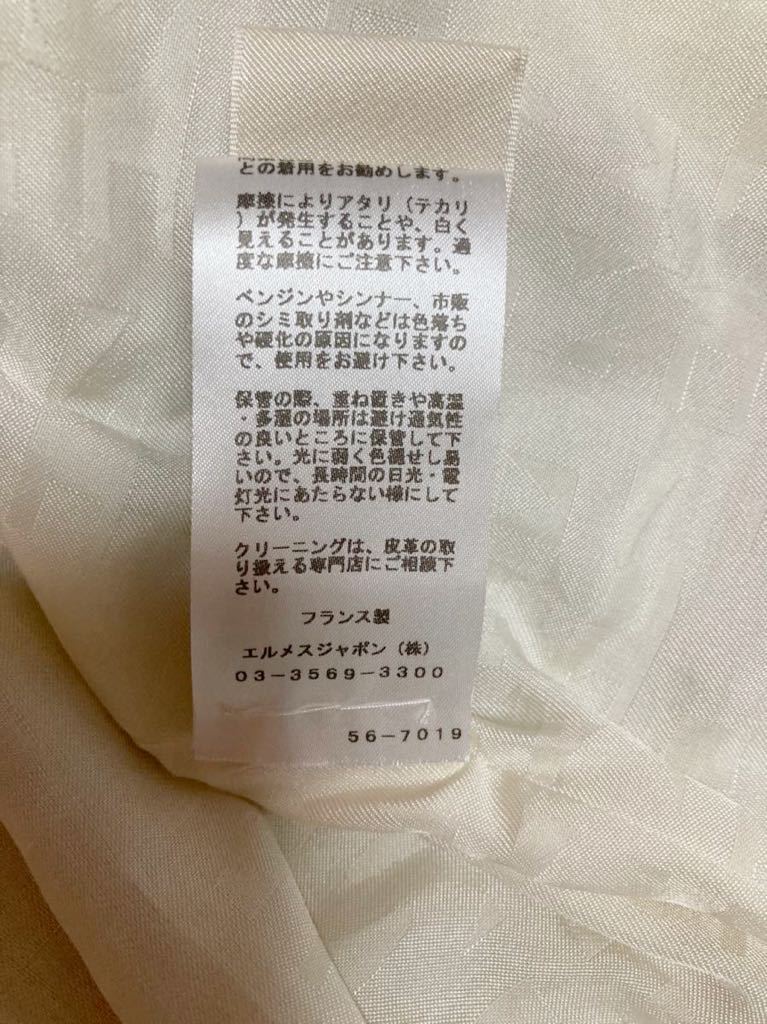 との着用をお勧めします。
摩擦によりアタリ（テカリ
）が発生することや、白く
見えることがあります。過
度な摩擦にご注意下さい。
ベンジンやシンナー、市販
のシミ取り剤などは色落ち
や硬化の原因になりますの
で、使用をお避け下さい。
保管の際、重ね置きや高温
・多湿の場所は避け通気性
の良いところに保管して下
さい。光に弱く色褪せし易
いので、長時間の日光・電
灯光にあたらない様にして
下さい。
クリーニングは、皮革の取
り扱える専門店にご相談下
さい。
フランス製
エルメスジャポン（株）
03－3569－3300
56－7019